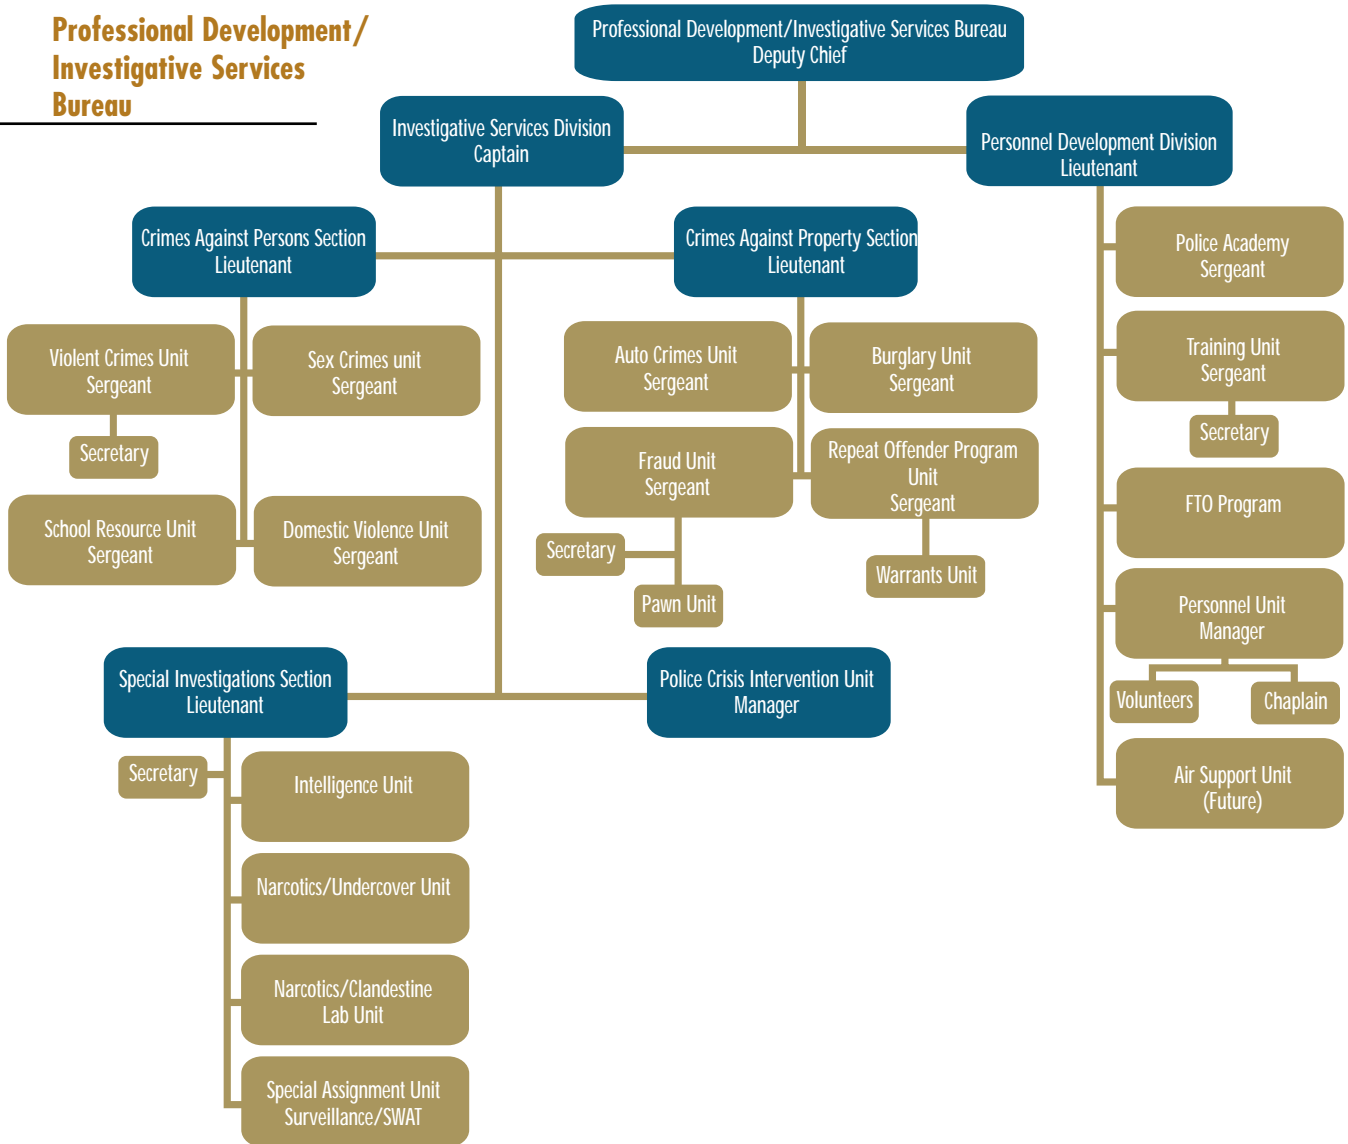 Professional Development/
Investigative Services
Bureau
Professional Development/Investigative Services Bureau
Deputy Chief
Investigative Services Division
Captain
Personnel Development Division
Lieutenant
Crimes Against Persons Section
Lieutenant
Crimes Against Property Section
Lieutenant
Police Academy
Sergeant
Violent Crimes Unit
Sergeant
Sex Crimes unit
Sergeant
Auto Crimes Unit
Sergeant
Burglary Unit
Sergeant
Training Unit
Sergeant
Secretary
Secretary
Fraud Unit
Sergeant
Repeat Offender Program
Unit
Sergeant
School Resource Unit
Sergeant
Domestic Violence Unit
Sergeant
FTO Program
Secretary
Pawn Unit
Warrants Unit
Personnel Unit
Manager
Volunteers
Chaplain
Special Investigations Section
Lieutenant
Police Crisis Intervention Unit
Manager
Secretary
Intelligence Unit
Air Support Unit
(Future)
Narcotics/Undercover Unit
Narcotics/Clandestine
Lab Unit
Special Assignment Unit
Surveillance/SWAT